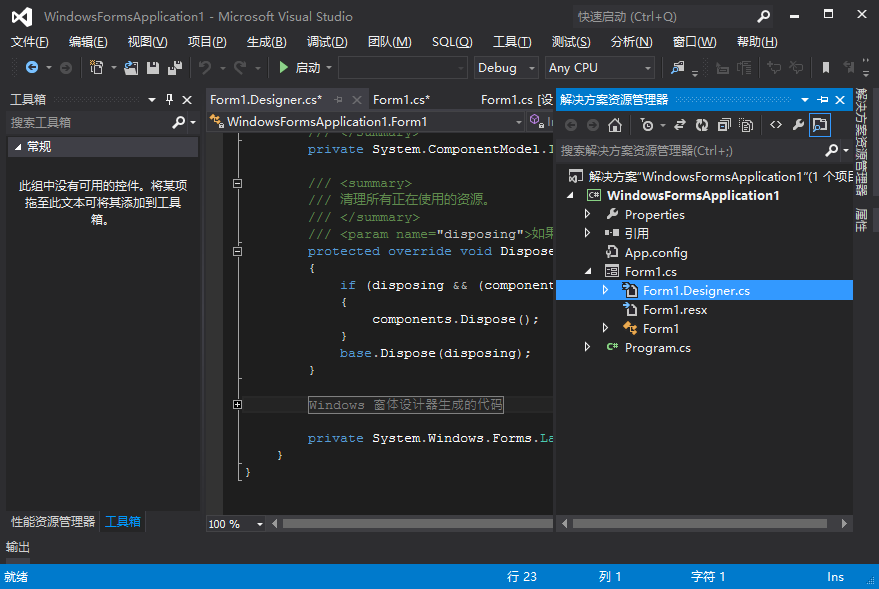 WindowsFormsApplication1 - Microsoft Visual Studio
快速启动 (Ctrl+Q)
文件(F) 编辑(E) 视图(V) 项目(P) 生成(B) 调试(D) 团队(M) SQL(Q) 工具(T) 测试(S) 分析(N) 窗口(W) 帮助(H)
启动 Debug Any CPU
工具箱
搜索工具箱
常规
此组中没有可用的控件。将某项
拖至此文本可将其添加到工具
箱。
性能资源管理器 工具箱
Form1.Designer.cs* Form1.cs* Form1.cs [设
WindowsFormsApplication1.Form1
/// </summary>
private System.ComponentModel.I
/// <summary>
/// 清理所有正在使用的资源。
/// </summary>
/// <param name="disposing">如果
protected override void Dispose
{
if (disposing && (component
{
components.Dispose();
}
base.Dispose(disposing);
}
Windows 窗体设计器生成的代码
private System.Windows.Forms.La
}
}
100 %
解决方案资源管理器
搜索解决方案资源管理器(Ctrl+;)
解决方案"WindowsFormsApplication1"(1 个项目
WindowsFormsApplication1
Properties
引用
App.config
Form1.cs
Form1.Designer.cs
Form1.resx
Form1
Program.cs
解决方案资源管理器
属性
输出
就绪 行 23 列 1 字符 1 Ins